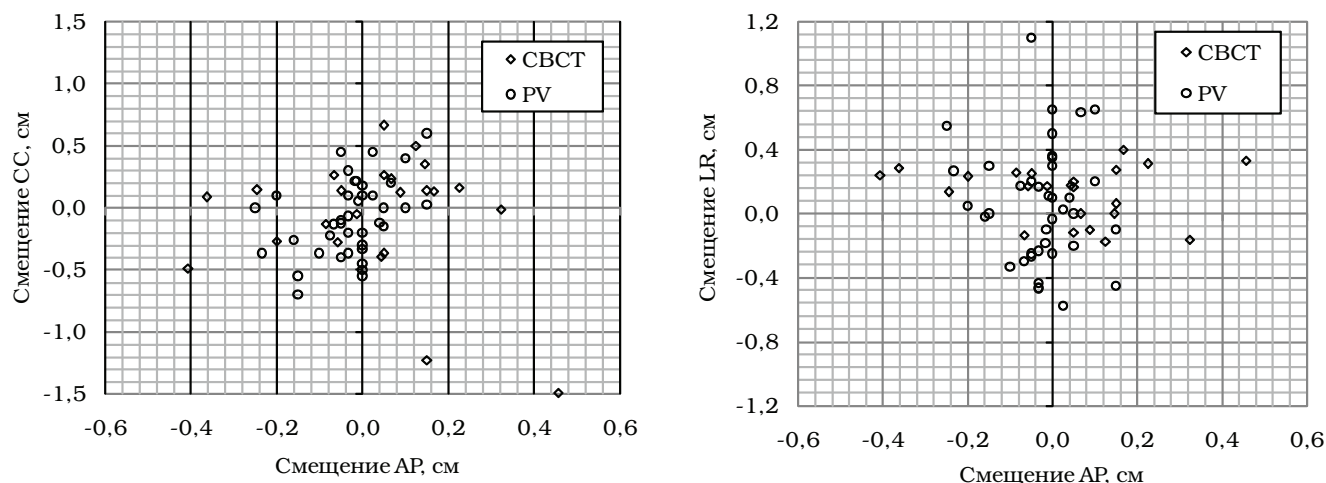 1,5
1,0
0,5
0,0
-0,5
-1,0
-1,5
Смещение CC, см
CBCT
PV
-0,6 -0,4 -0,2 0,0 0,2 0,4 0,6
Смещение AP, см
1,2
0,8
0,4
0,0
-0,4
-0,8
-1,2
Смещение LR, см
CBCT
PV
-0,6 -0,4 -0,2 0,0 0,2 0,4 0,6
Смещение AP, см